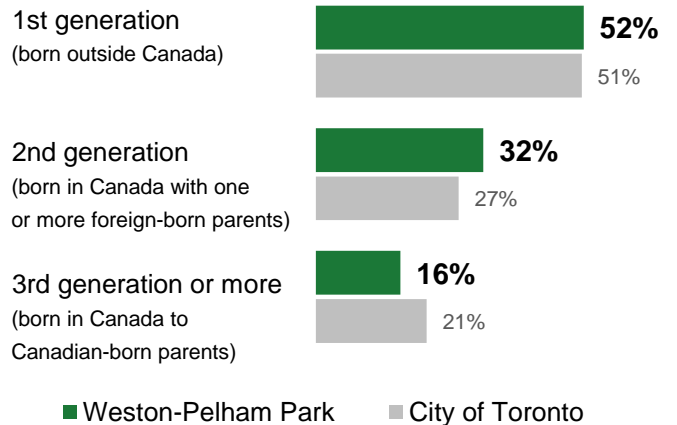 1st generation
(born outside Canada)
52%
51%
2nd generation
(born in Canada with one
or more foreign-born parents)
32%
27%
3rd generation or more
(born in Canada to
Canadian-born parents)
16%
21%
Weston-Pelham Park City of Toronto